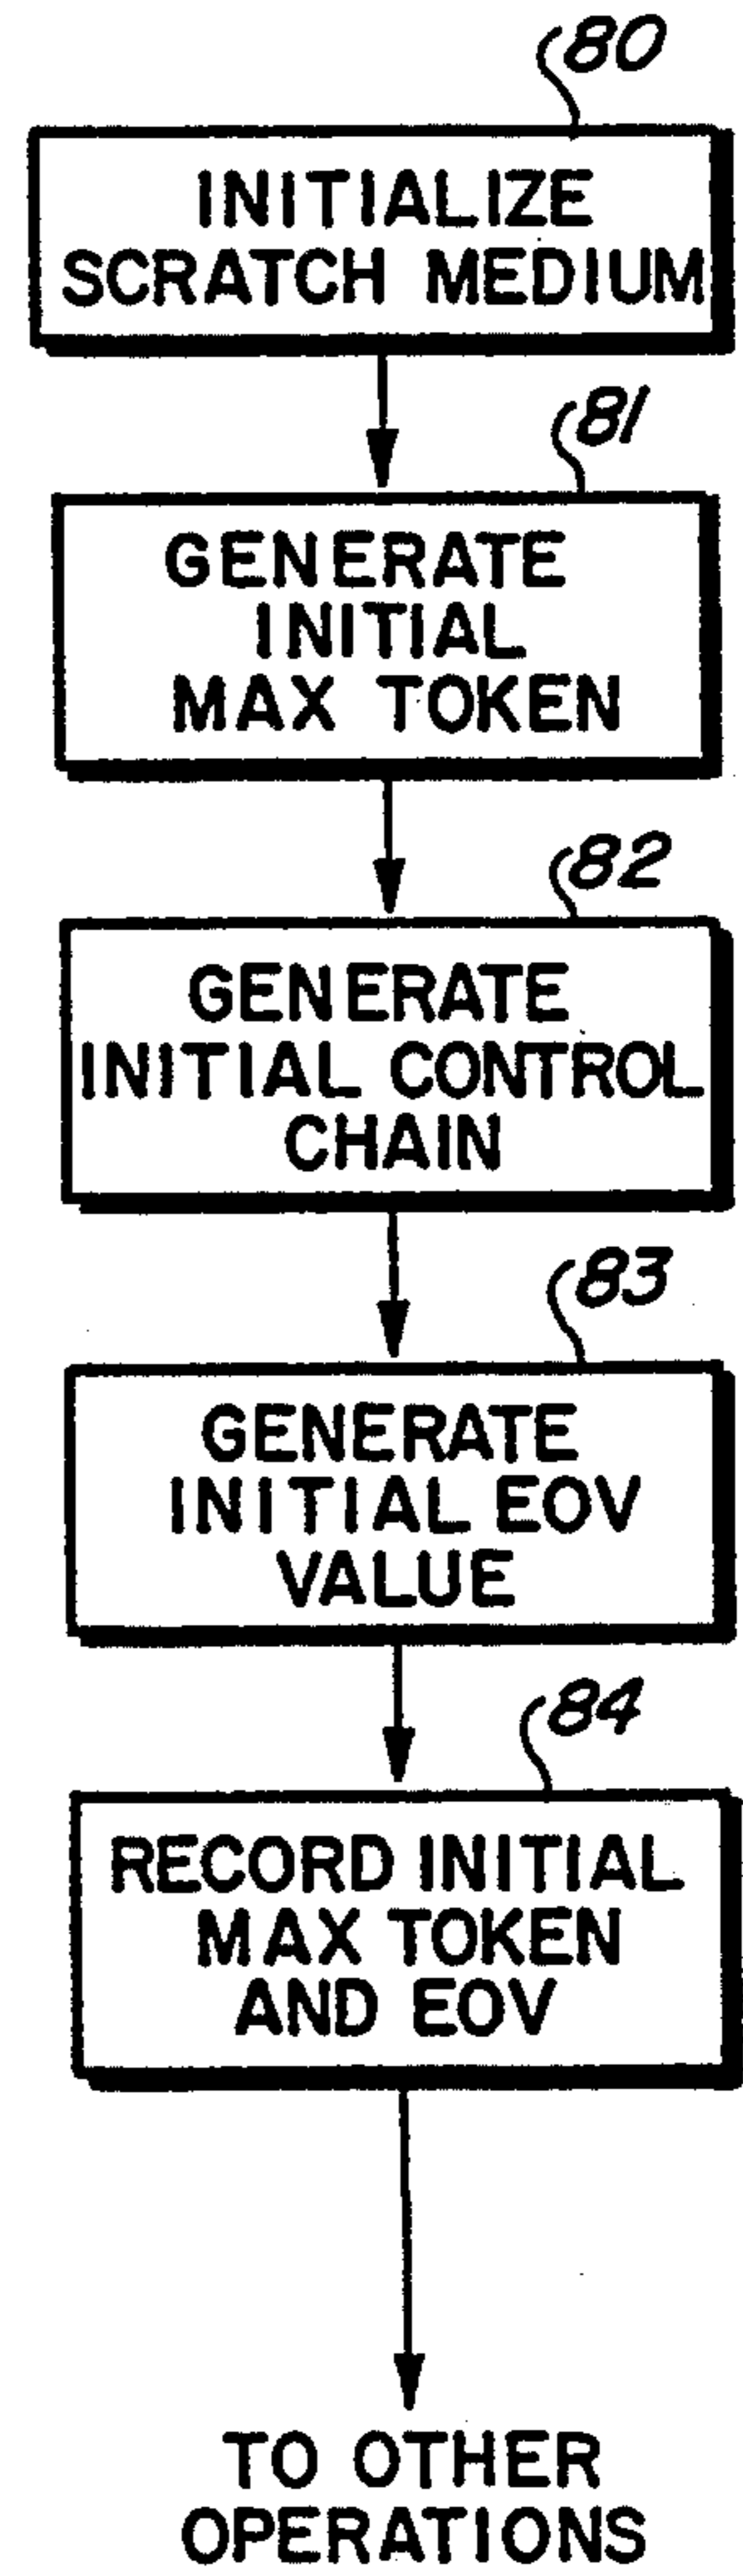 80
INITIALIZE
SCRATCH MEDIUM
81
GENERATE
INITIAL
MAX TOKEN
82
GENERATE
INITIAL CONTROL
CHAIN
83
GENERATE
INITIAL EOV
VALUE
84
RECORD INITIAL
MAX TOKEN
AND EOV
TO OTHER
OPERATIONS